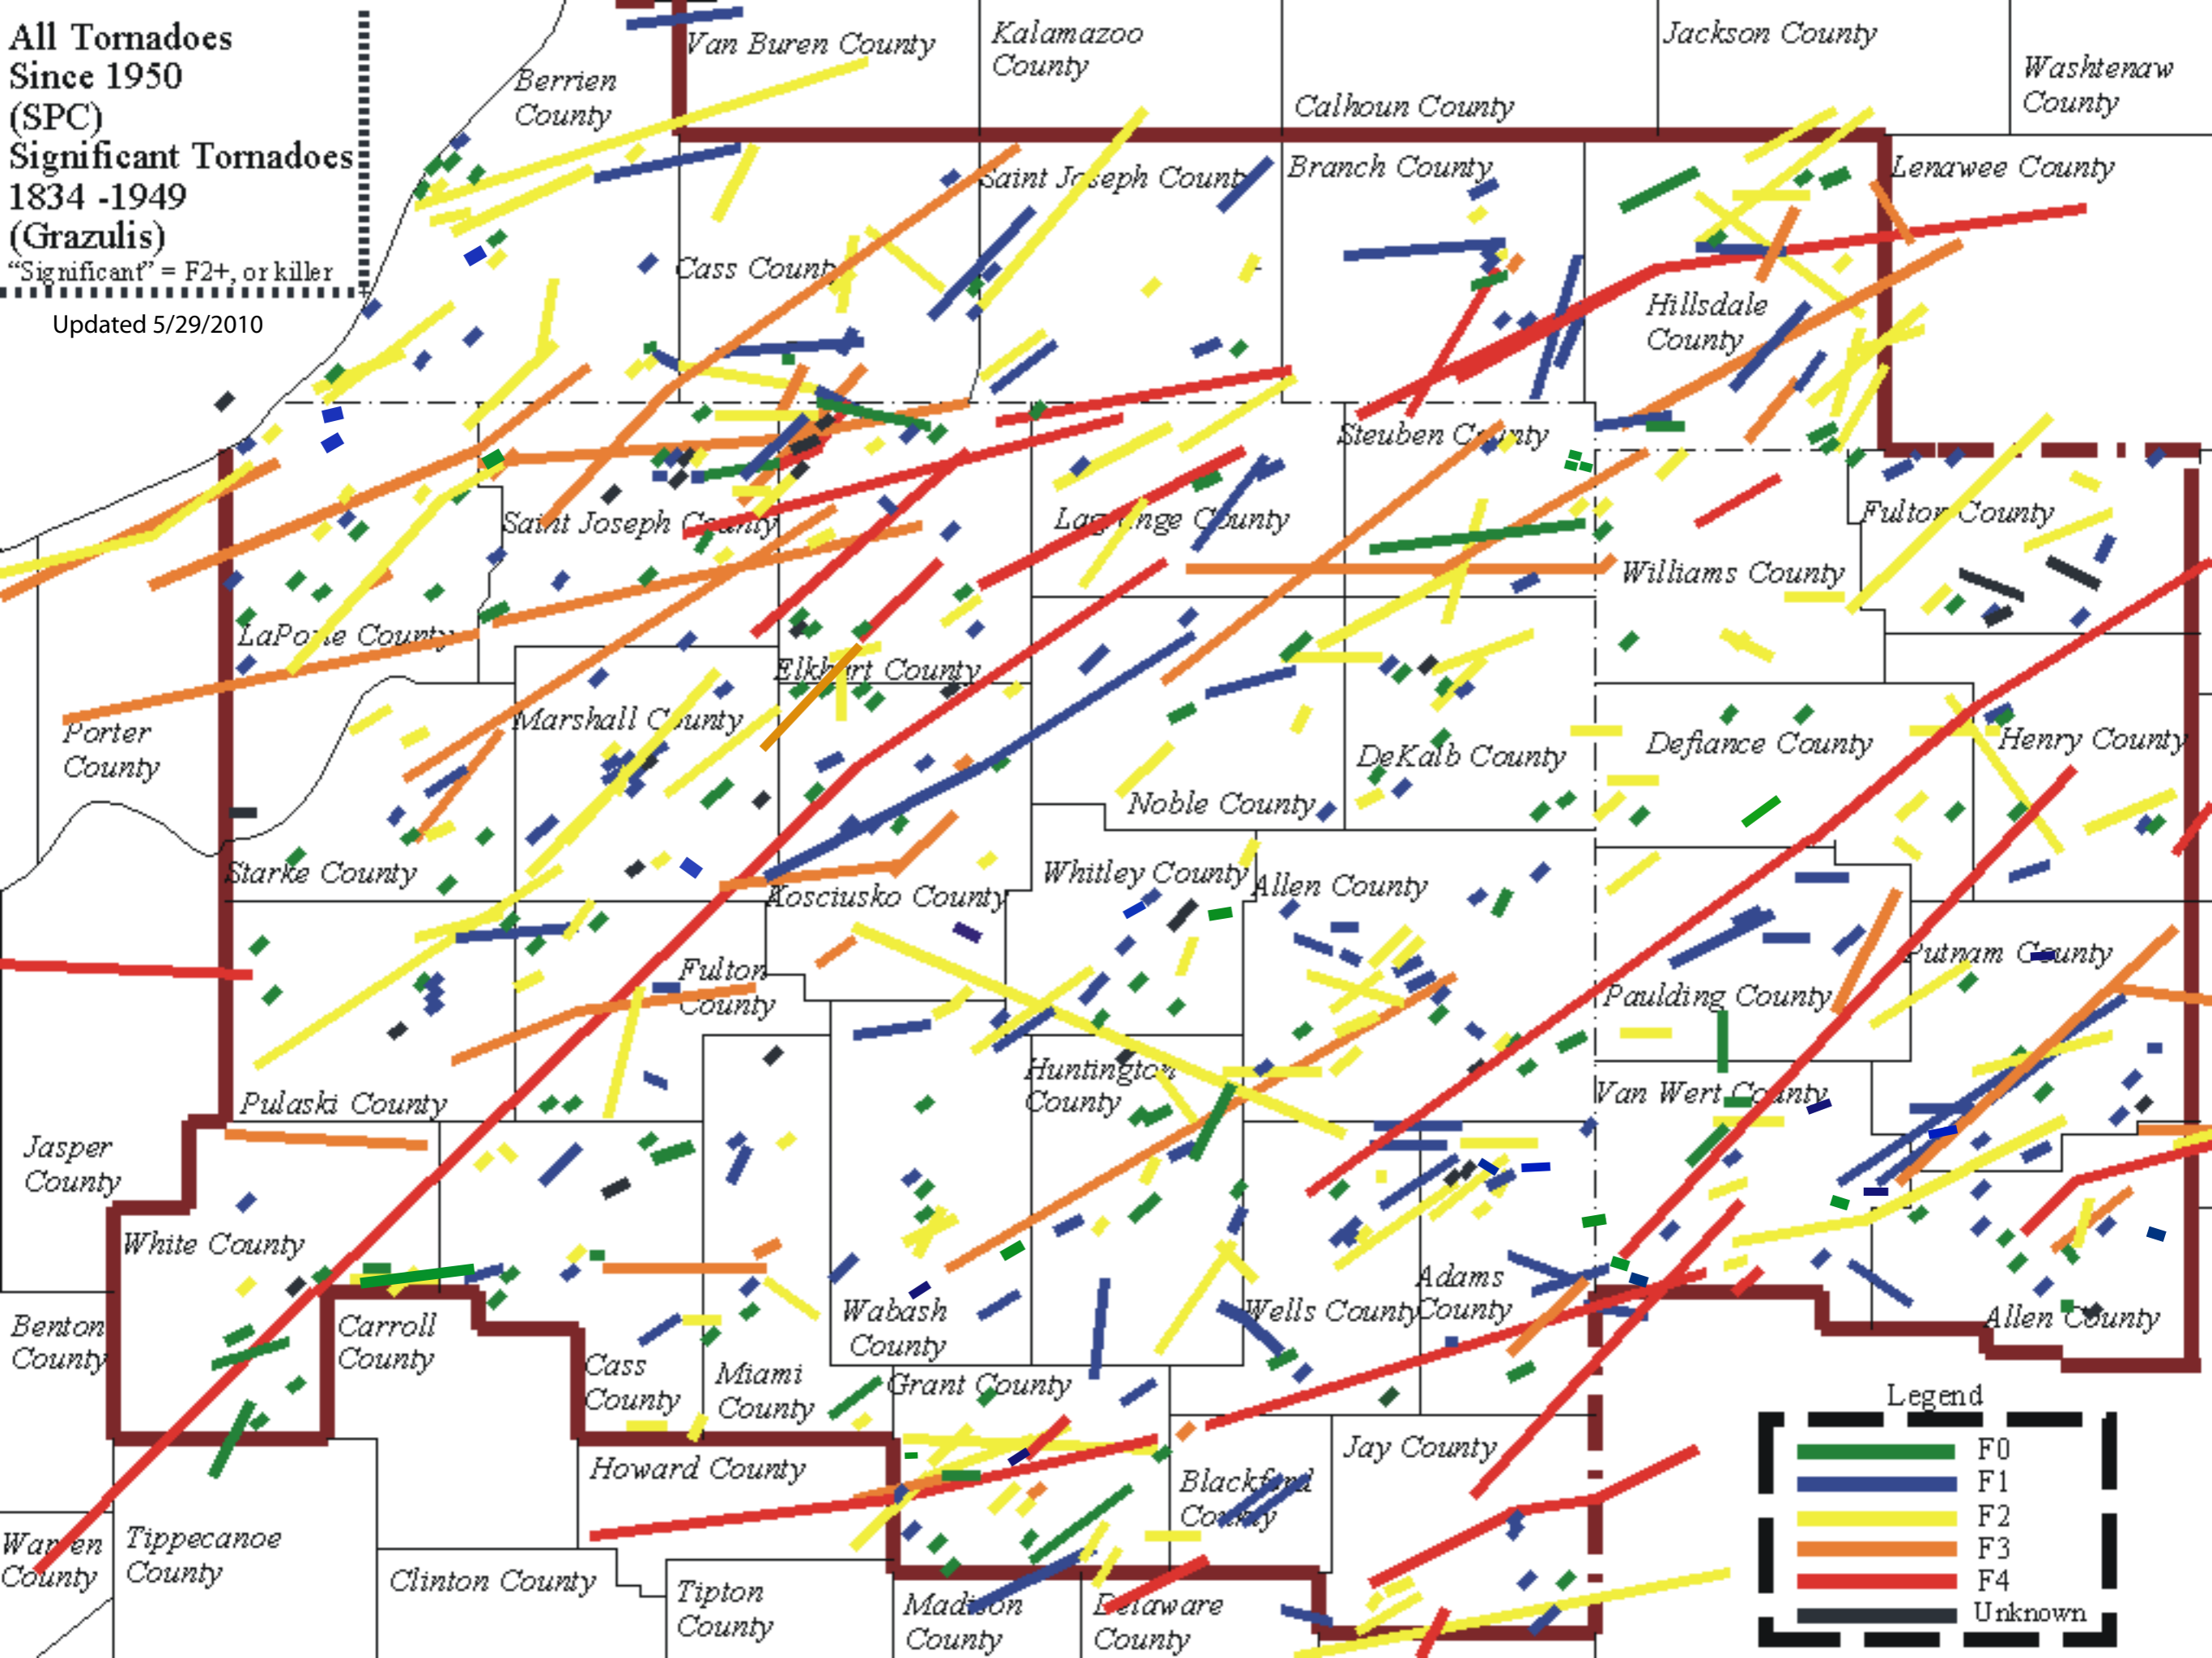 All Tornadoes
Since 1950
(SPC)
Significant Tornadoes
1834 -1949
(Grazulis)
"Significant" = F2+, or killer
Updated 5/29/2010
Berrien
County
Van Buren County
Kalamazoo
County
Calhoun County
Jackson County
Washtenaw
County
Cass County
Saint Joseph County
Branch County
Hillsdale
County
Lenawee County
LaPorte County
Saint Joseph County
Elkhart County
Lagrange County
Steuben County
Williams County
Fulton County
Porter
County
Starke County
Marshall County
Kosciusko County
Noble County
DeKalb County
Defiance County
Henry County
Whitley County
Allen County
Paulding County
Putnam County
Jasper
County
Pulaski County
Fulton
County
Huntington
County
Van Wert County
White County
Benton
County
Carroll
County
Cass
County
Miami
County
Wabash
County
Wells County
Adams
County
Allen County
Grant County
Howard County
Blackford
County
Jay County
Warren
County
Tippecanoe
County
Clinton County
Tipton
County
Madison
County
Delaware
County
Legend
F0
F1
F2
F3
F4
Unknown